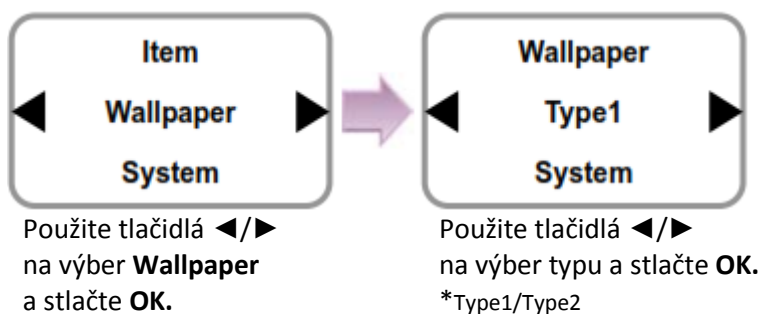 Item
◀ Wallpaper ▶
System
Použite tlačidlá ◄/►
na výber Wallpaper
a stlačte OK.
Wallpaper
◀ Type1 ▶
System
Použite tlačidlá ◄/►
na výber typu a stlačte OK.
*Type1/Type2